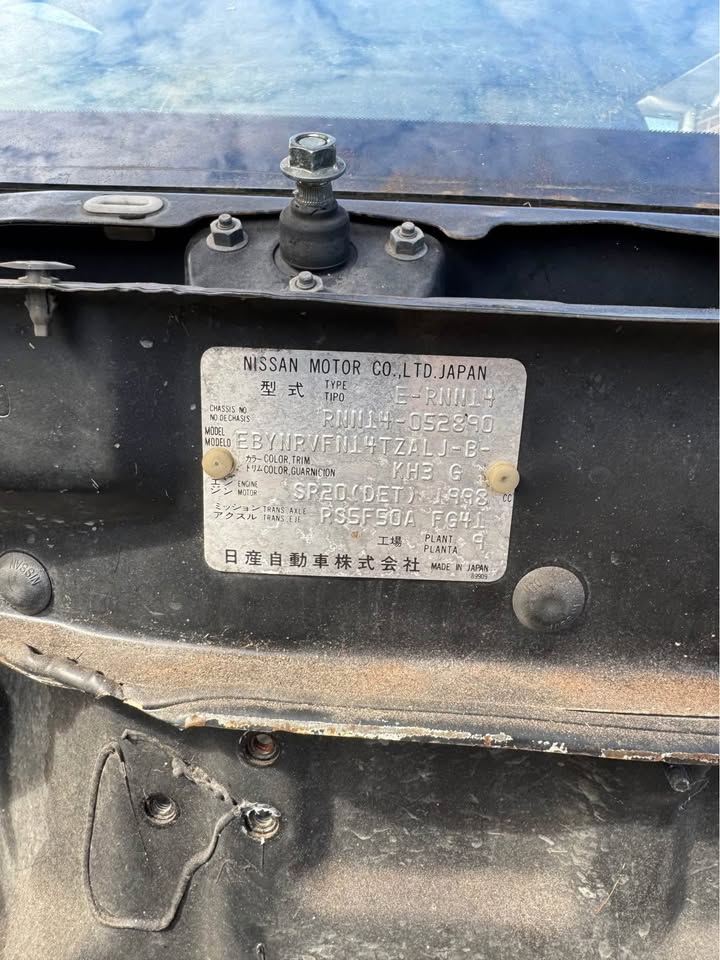 NISSAN MOTOR CO.,LTD.JAPAN
型式 TYPE TIPO E-RNN14
CHASSIS NO NO DE CHASIS RNN14-052890
MODEL MODELO EBYNRVFN14TZALJ-B-
カラー COLOR,TRIM トリム COLOR,GUARNICION KH3 G
エンジン ENGINE MOTOR SR20(DET) 1998 CC
ミッション TRANS.AXLE アクスル TRANS.EJE RS5F50A FG41
工場 PLANT PLANTA 9
日産自動車株式会社 MADE IN JAPAN
89909
NISSAN